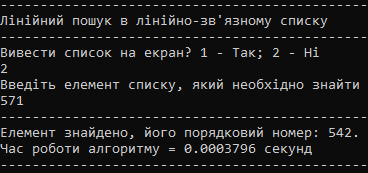 Лінійний пошук в лінійно-зв'язному списку
Вивести список на екран? 1 - Так; 2 - Ні
2
Введіть елемент списку, який необхідно знайти
571
Елемент знайдено, його порядковий номер: 542.
Час роботи алгоритму = 0.0003796 секунд